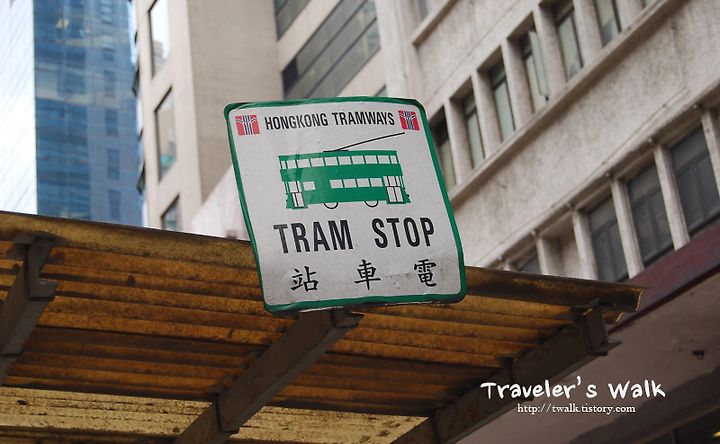 HONGKONG TRAMWAYS
TRAM STOP
站車電
Traveler's Walk
http://twalk.tistory.com